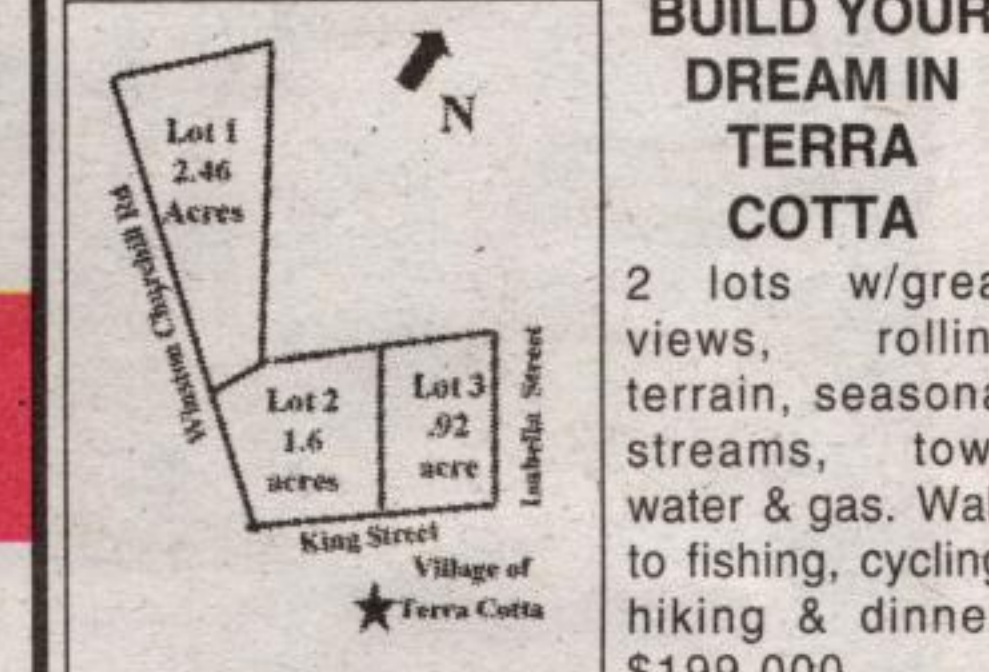 N
Lot 1
2.46
Acres
Winston Churchill Rd
Lot 2
1.6
acres
Lot 3
.92
acre
Isabella Street
King Street
Village of
Terra Cotta
BUILD YOUR
DREAM IN
TERRA
COTTA
2 lots w/grea
views, rollin
terrain, seasona
streams, tow
water & gas. Wal
to fishing, cycling
hiking & dinne
$199,000